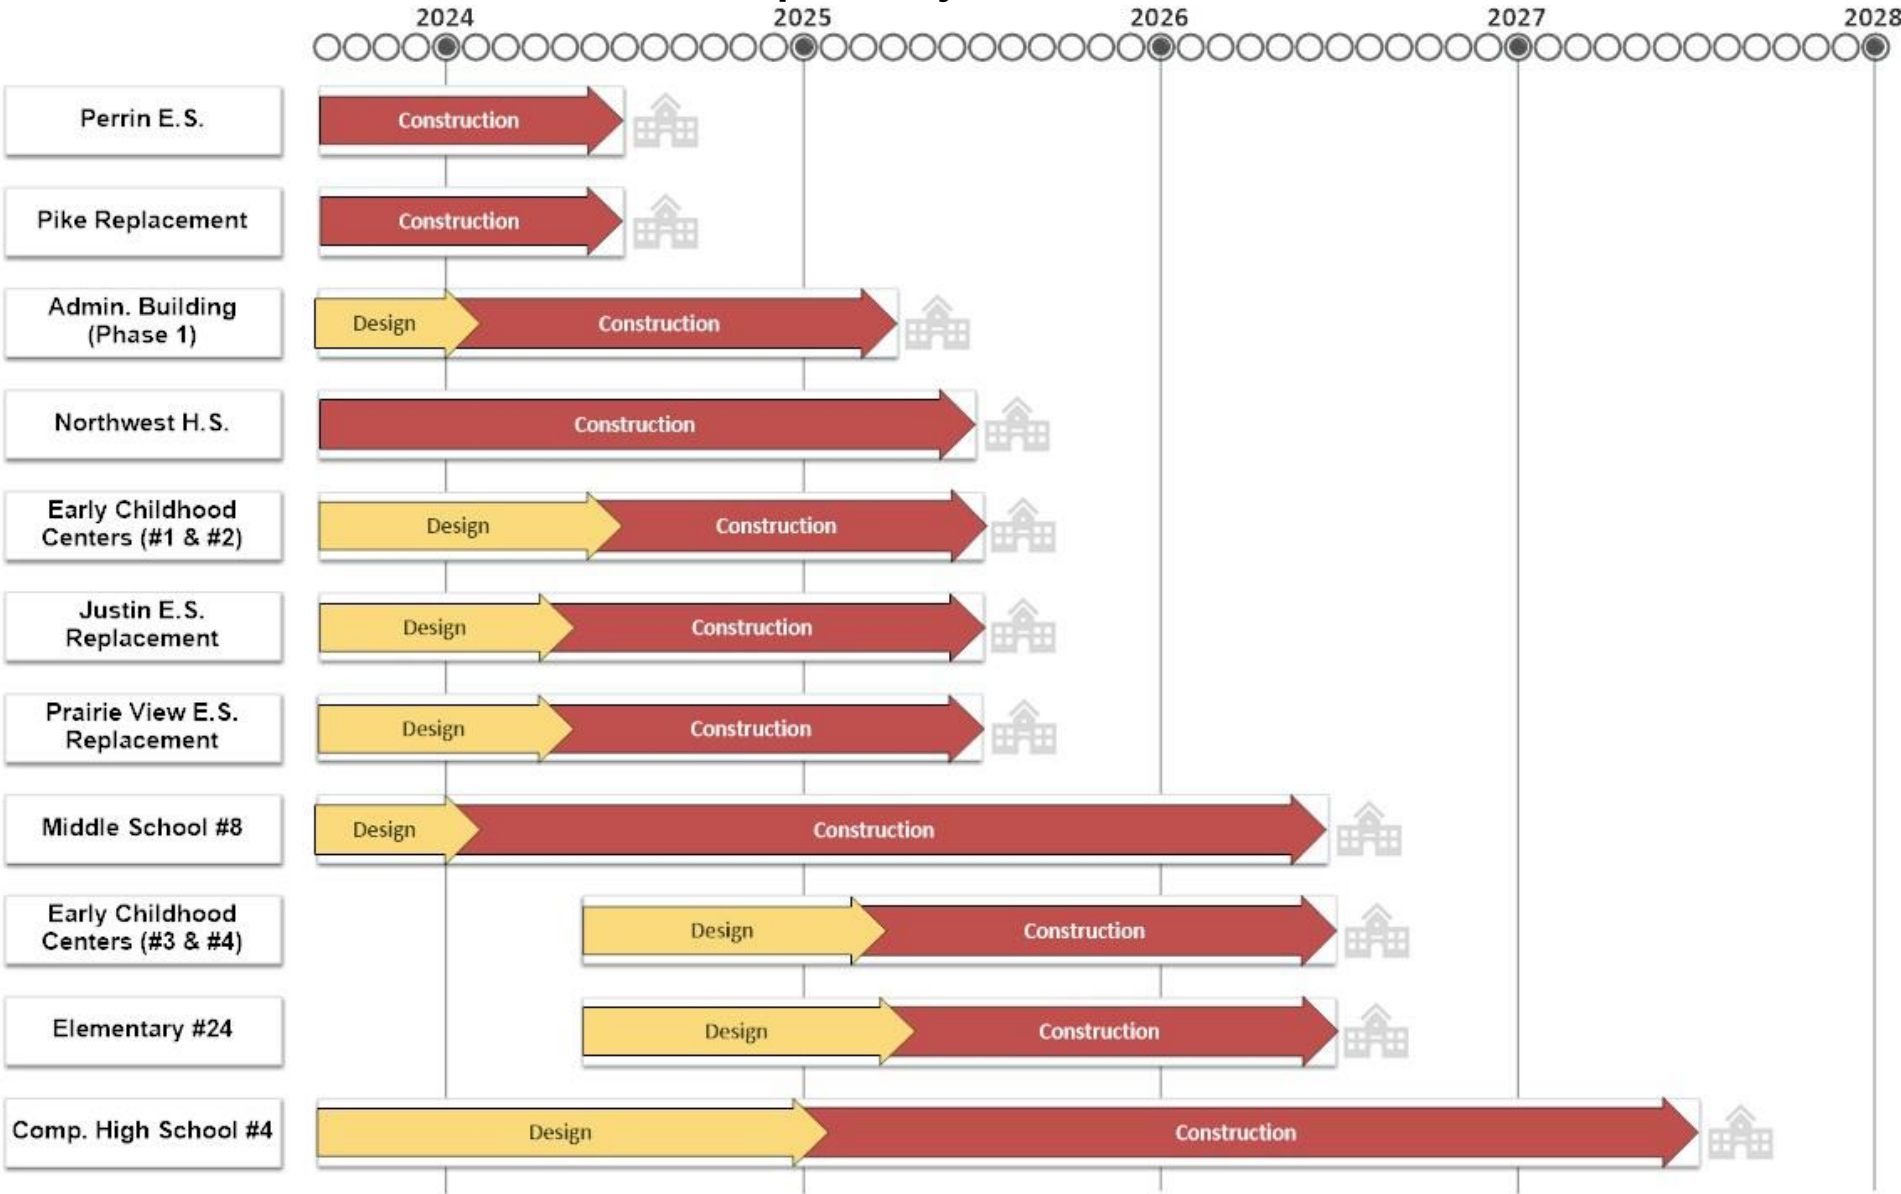 2024 2025 2026 2027 2028
Perrin E.S. Construction
Pike Replacement Construction
Admin. Building
(Phase 1)
Design Construction
Northwest H.S. Construction
Early Childhood
Centers (#1 & #2)
Design Construction
Justin E.S.
Replacement
Design Construction
Prairie View E.S.
Replacement
Design Construction
Middle School #8 Design Construction
Early Childhood
Centers (#3 & #4)
Design Construction
Elementary #24 Design Construction
Comp. High School #4 Design Construction